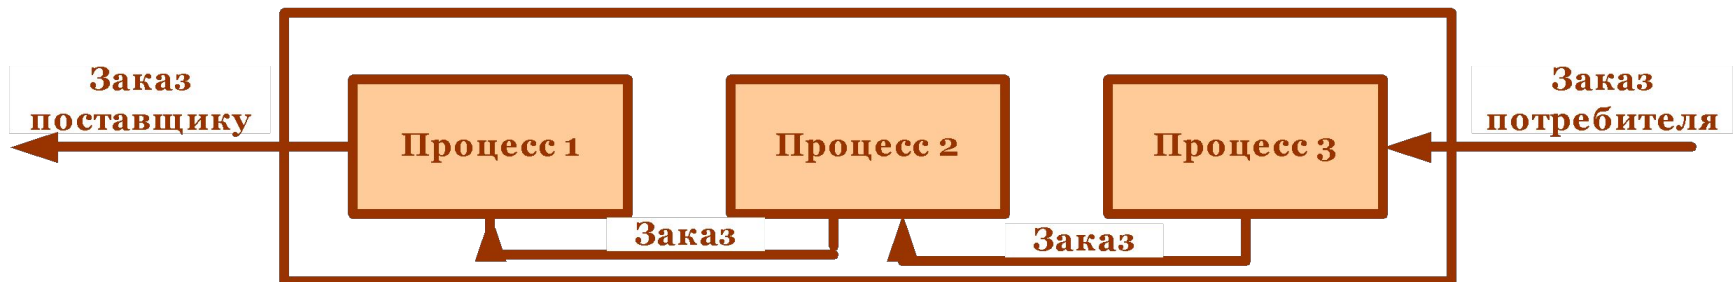 Заказ
поставщику
Процесс 1
Процесс 2
Процесс 3
Заказ
потребителя
Заказ
Заказ